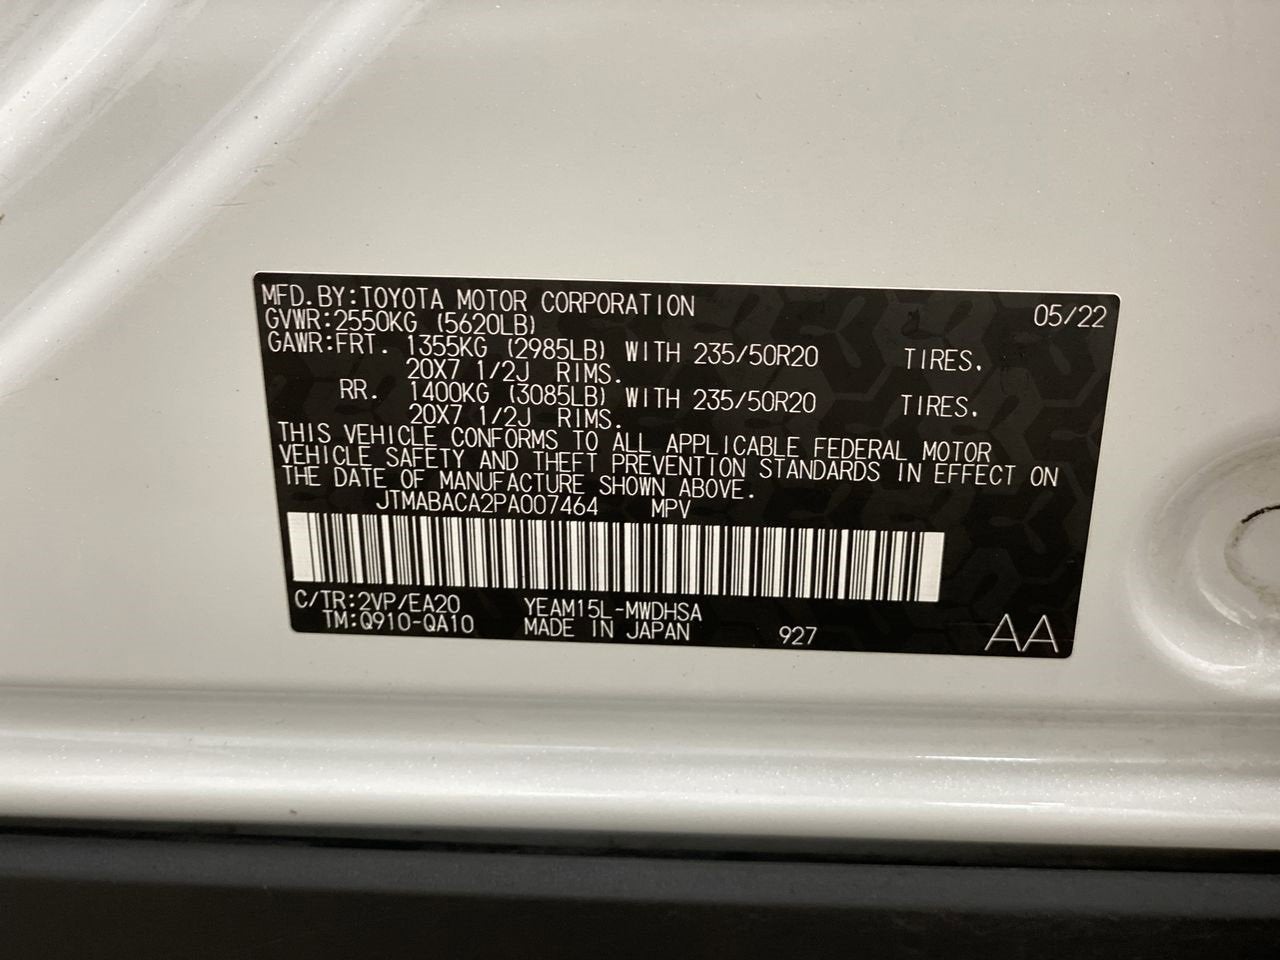 MFD.BY:TOYOTA MOTOR CORPORATION 05/22
GVWR:2550KG (5620LB)
GAWR:FRT. 1355KG (2985LB) WITH 235/50R20 TIRES.
20X7 1/2J RIMS.
RR. 1400KG (3085LB) WITH 235/50R20 TIRES.
20X7 1/2J RIMS.
THIS VEHICLE CONFORMS TO ALL APPLICABLE FEDERAL MOTOR
VEHICLE SAFETY AND THEFT PREVENTION STANDARDS IN EFFECT ON
THE DATE OF MANUFACTURE SHOWN ABOVE.
JTMABACA2PA007464 MPV
C/TR:2VP/EA20 YEAM15L-MWDHSA
TM:Q910-QA10 MADE IN JAPAN 927 AA